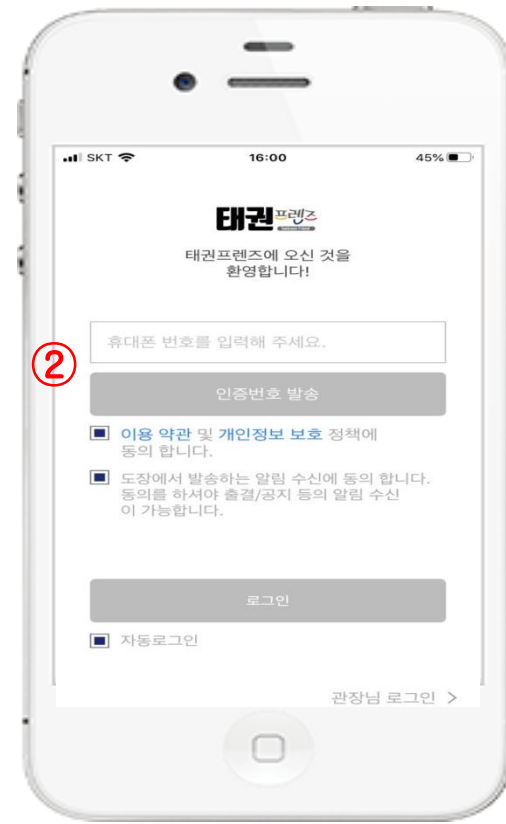 SKT 16:00 45%
태권프렌즈
태권프렌즈에 오신 것을
환영합니다!
휴대폰 번호를 입력해 주세요.
②
인증번호 발송
이용 약관 및 개인정보 보호 정책에
동의 합니다.
도장에서 발송하는 알림 수신에 동의 합니다.
동의를 하셔야 출결/공지 등의 알림 수신
이 가능합니다.
로그인
자동로그인
관장님 로그인 >